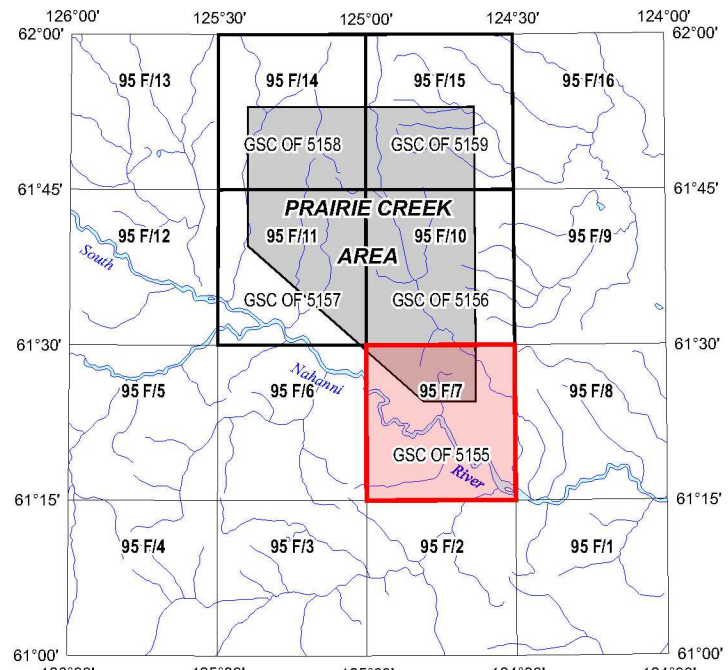 126°00' 125°30' 125°00' 124°30' 124°00'
62°00' 62°00'
95 F/13 95 F/14 95 F/15 95 F/16
GSC OF 5158 GSC OF 5159
61°45' 61°45'
PRAIRIE CREEK
95 F/12 95 F/11 95 F/10 95 F/9
AREA
South
GSC OF 5157 GSC OF 5156
61°30' 61°30'
Nahanni
95 F/5 95 F/6 95 F/7 95 F/8
GSC OF 5155
River
61°15' 61°15'
95 F/4 95 F/3 95 F/2 95 F/1
61°00' 61°00'